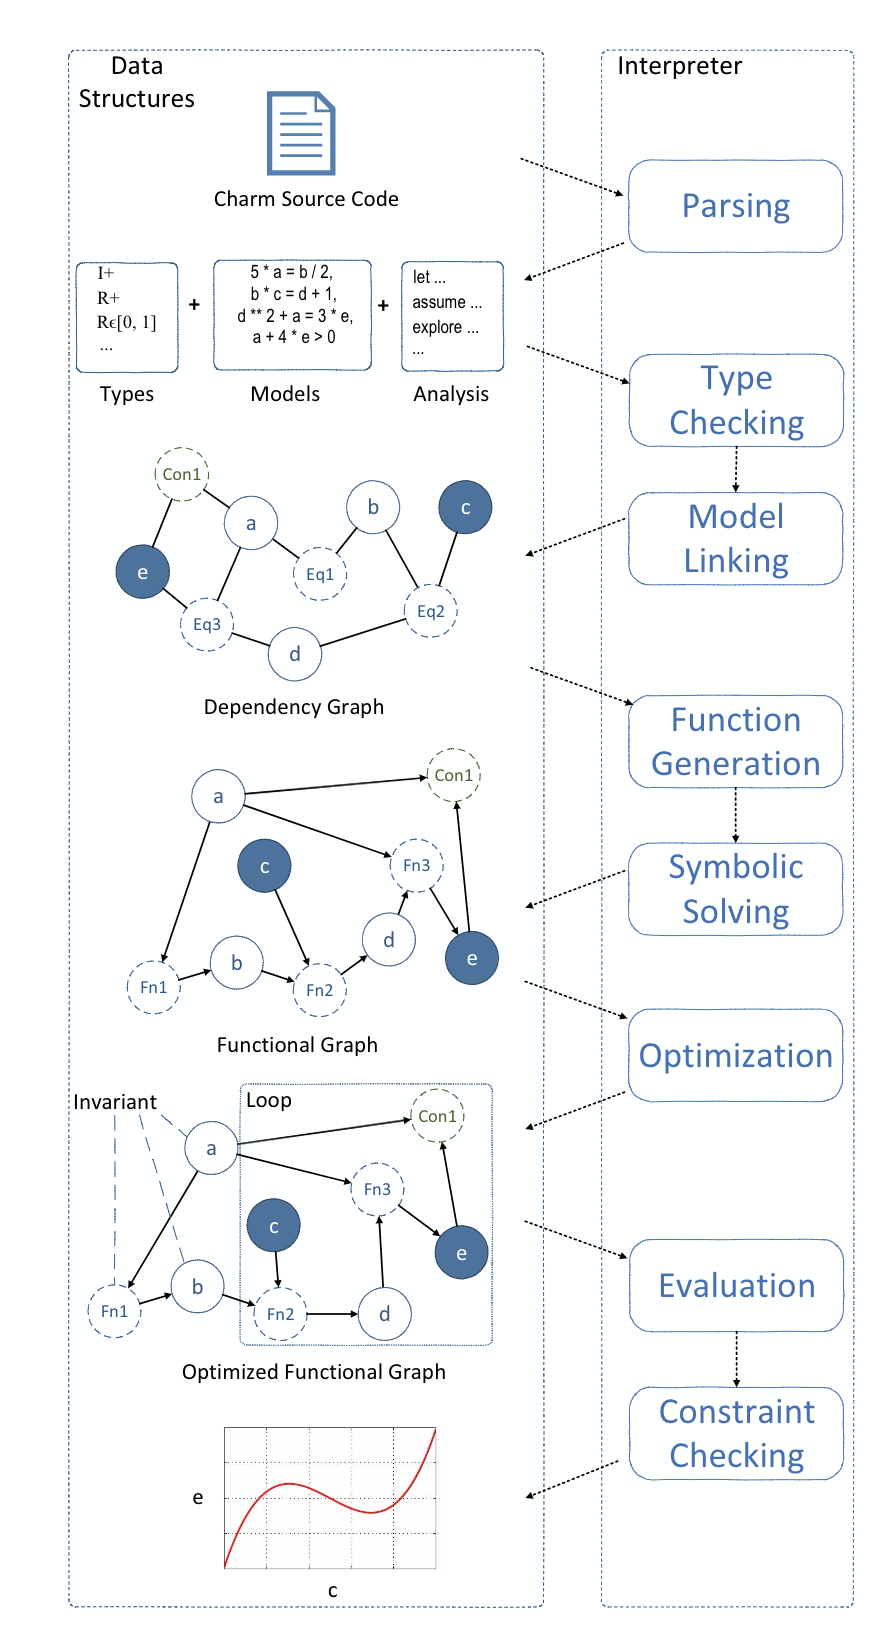 Data
Structures
Interpreter
Charm Source Code
Parsing
I+
R+
Rϵ[0, 1]
...
+
5 * a = b / 2,
b * c = d + 1,
d ** 2 + a = 3 * e,
a + 4 * e > 0
+
let ...
assume ...
explore ...
...
Types
Models
Analysis
Type
Checking
Model
Linking
Con1
a
b
c
e
Eq1
Eq3
Eq2
d
Dependency Graph
Function
Generation
Symbolic
Solving
a
Con1
c
Fn3
b
d
e
Fn1
Fn2
Functional Graph
Optimization
Invariant
Loop
Con1
a
Fn3
c
e
b
Fn1
Fn2
d
Optimized Functional Graph
Evaluation
Constraint
Checking
e
c